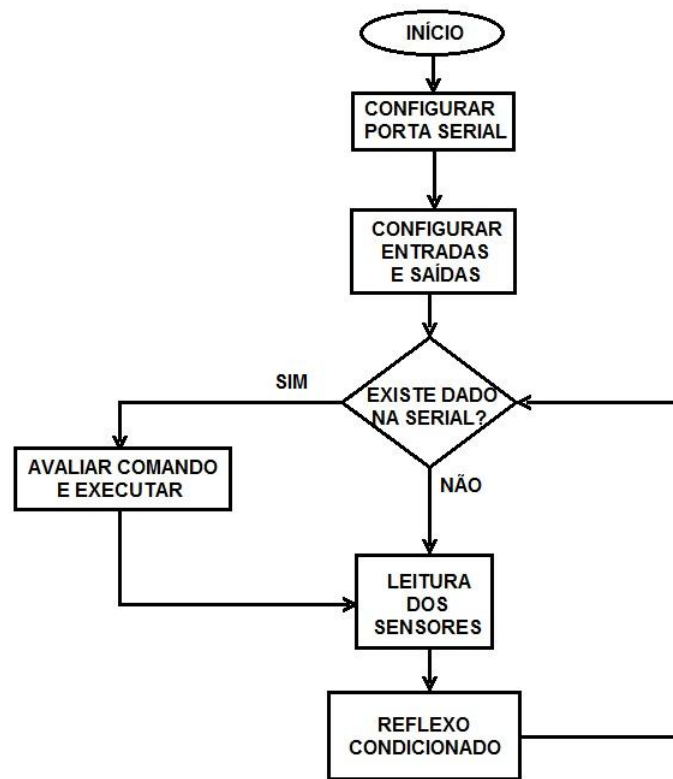 INÍCIO
CONFIGURAR
PORTA SERIAL
CONFIGURAR
ENTRADAS
E SAÍDAS
EXISTE DADO
NA SERIAL?
SIM
NÃO
AVALIAR COMANDO
E EXECUTAR
LEITURA
DOS
SENSORES
REFLEXO
CONDICIONADO